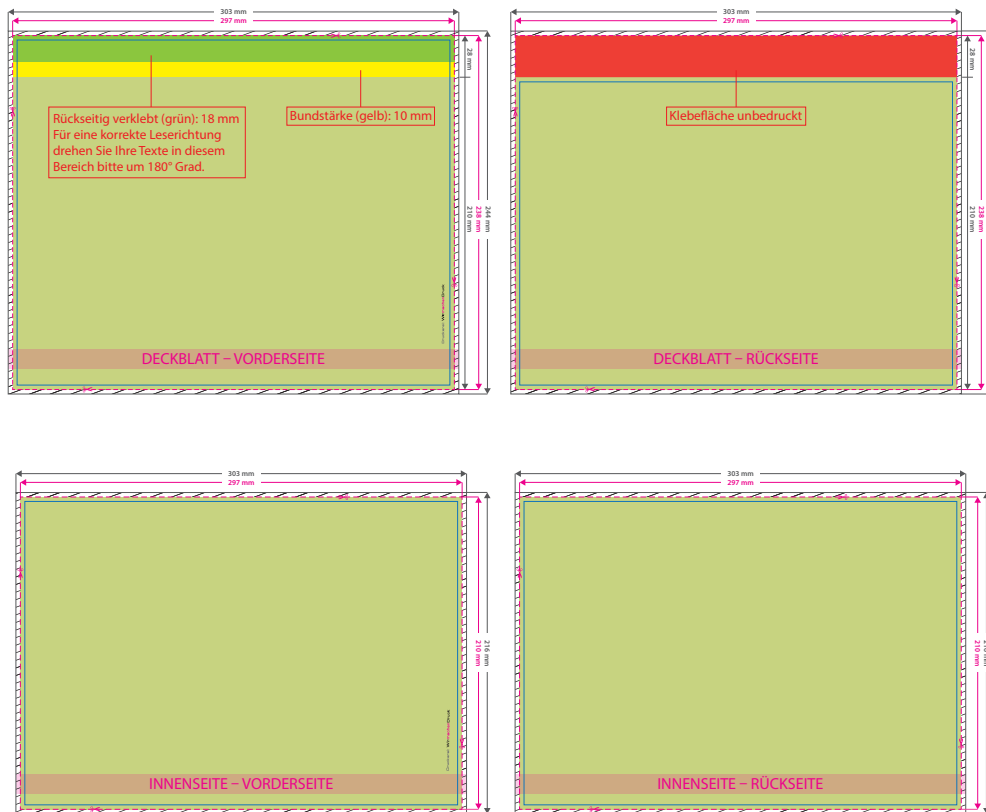 303 mm
297 mm
28 mm
Rückseitig verklebt (grün): 18 mm
Für eine korrekte Leserichtung
drehen Sie Ihre Texte in diesem
Bereich bitte um 180° Grad.
Bundstärke (gelb): 10 mm
210 mm
238 mm
244 mm
DECKBLATT – VORDERSEITE
303 mm
297 mm
28 mm
Klebefläche unbedruckt
210 mm
238 mm
DECKBLATT – RÜCKSEITE
303 mm
297 mm
210 mm
216 mm
INNENSEITE – VORDERSEITE
303 mm
297 mm
210 mm
INNENSEITE – RÜCKSEITE